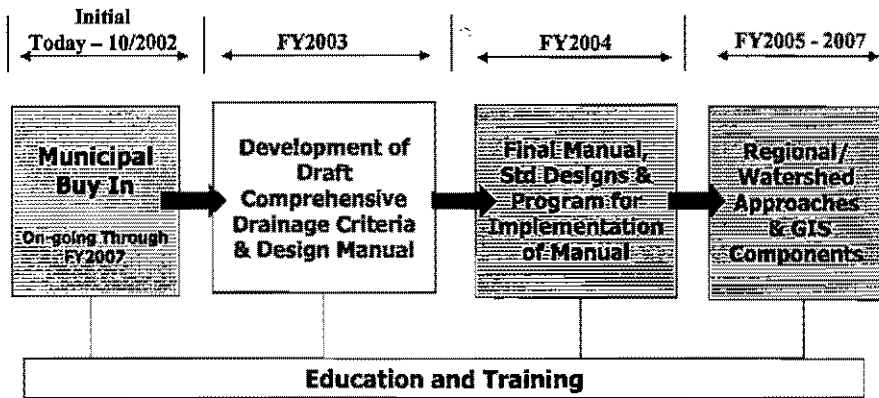 Initial
Today – 10/2002
FY2003
FY2004
FY2005 - 2007
Municipal
Buy In
On-going Through
FY2007
Development of
Draft
Comprehensive
Drainage Criteria
& Design Manual
Final Manual,
Std Designs &
Program for
Implementation
of Manual
Regional/
Watershed
Approaches
& GIS
Components
Education and Training